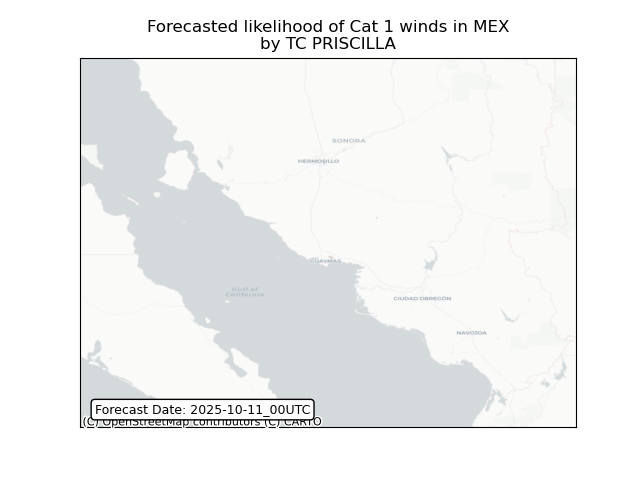 Forecasted likelihood of Cat 1 winds in MEX
by TC PRISCILLA
SONORA
HERMOSILLO
GUAYMAS
Gulf of
California
CIUDAD OBREGÓN
NAVOJOA
Forecast Date: 2025-10-11_00UTC
(C) OpenStreetMap contributors (C) CARTO